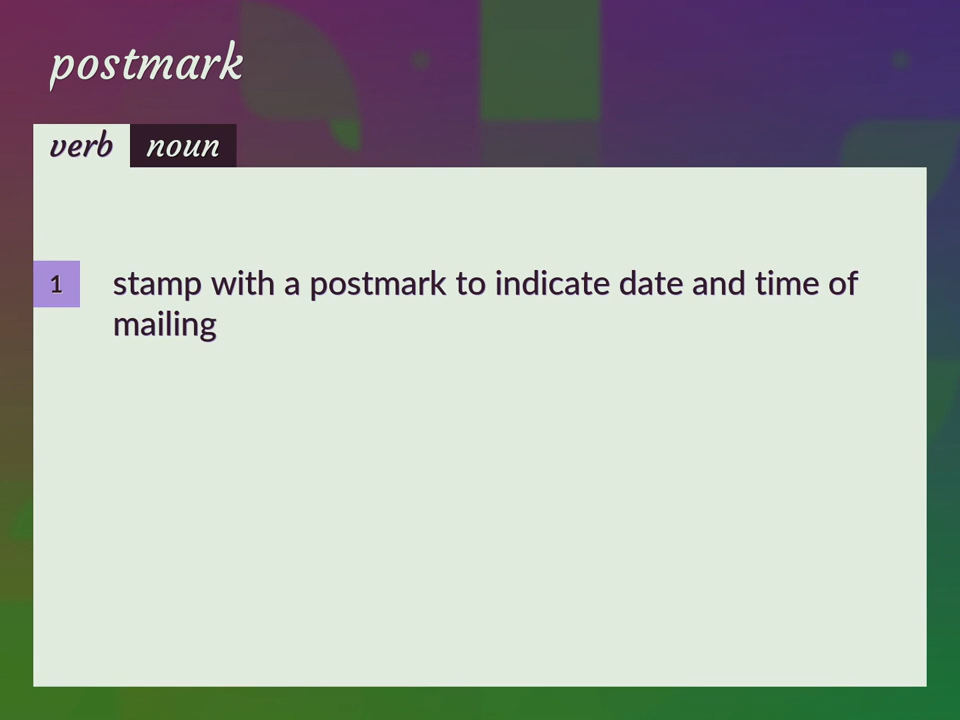 postmark
verb noun
1 stamp with a postmark to indicate date and time of
mailing